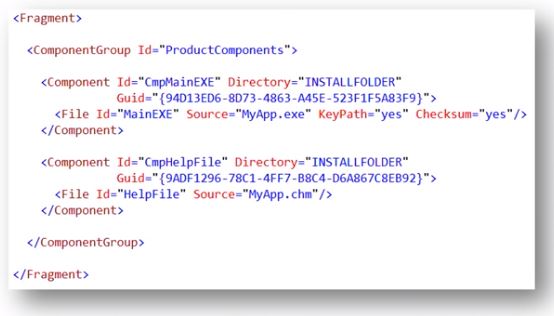 <Fragment>
<ComponentGroup Id="ProductComponents">
<Component Id="CmpMainEXE" Directory="INSTALLFOLDER"
Guid="{94D13ED6-8D73-4863-A45E-523F1F5A83F9}">
<File Id="MainEXE" Source="MyApp.exe" KeyPath="yes" Checksum="yes"/>
</Component>
<Component Id="CmpHelpFile" Directory="INSTALLFOLDER"
Guid="{9ADF1296-78C1-4FF7-B8C4-D6A867C8EB92}">
<File Id="HelpFile" Source="MyApp.chm"/>
</Component>
</ComponentGroup>
</Fragment>